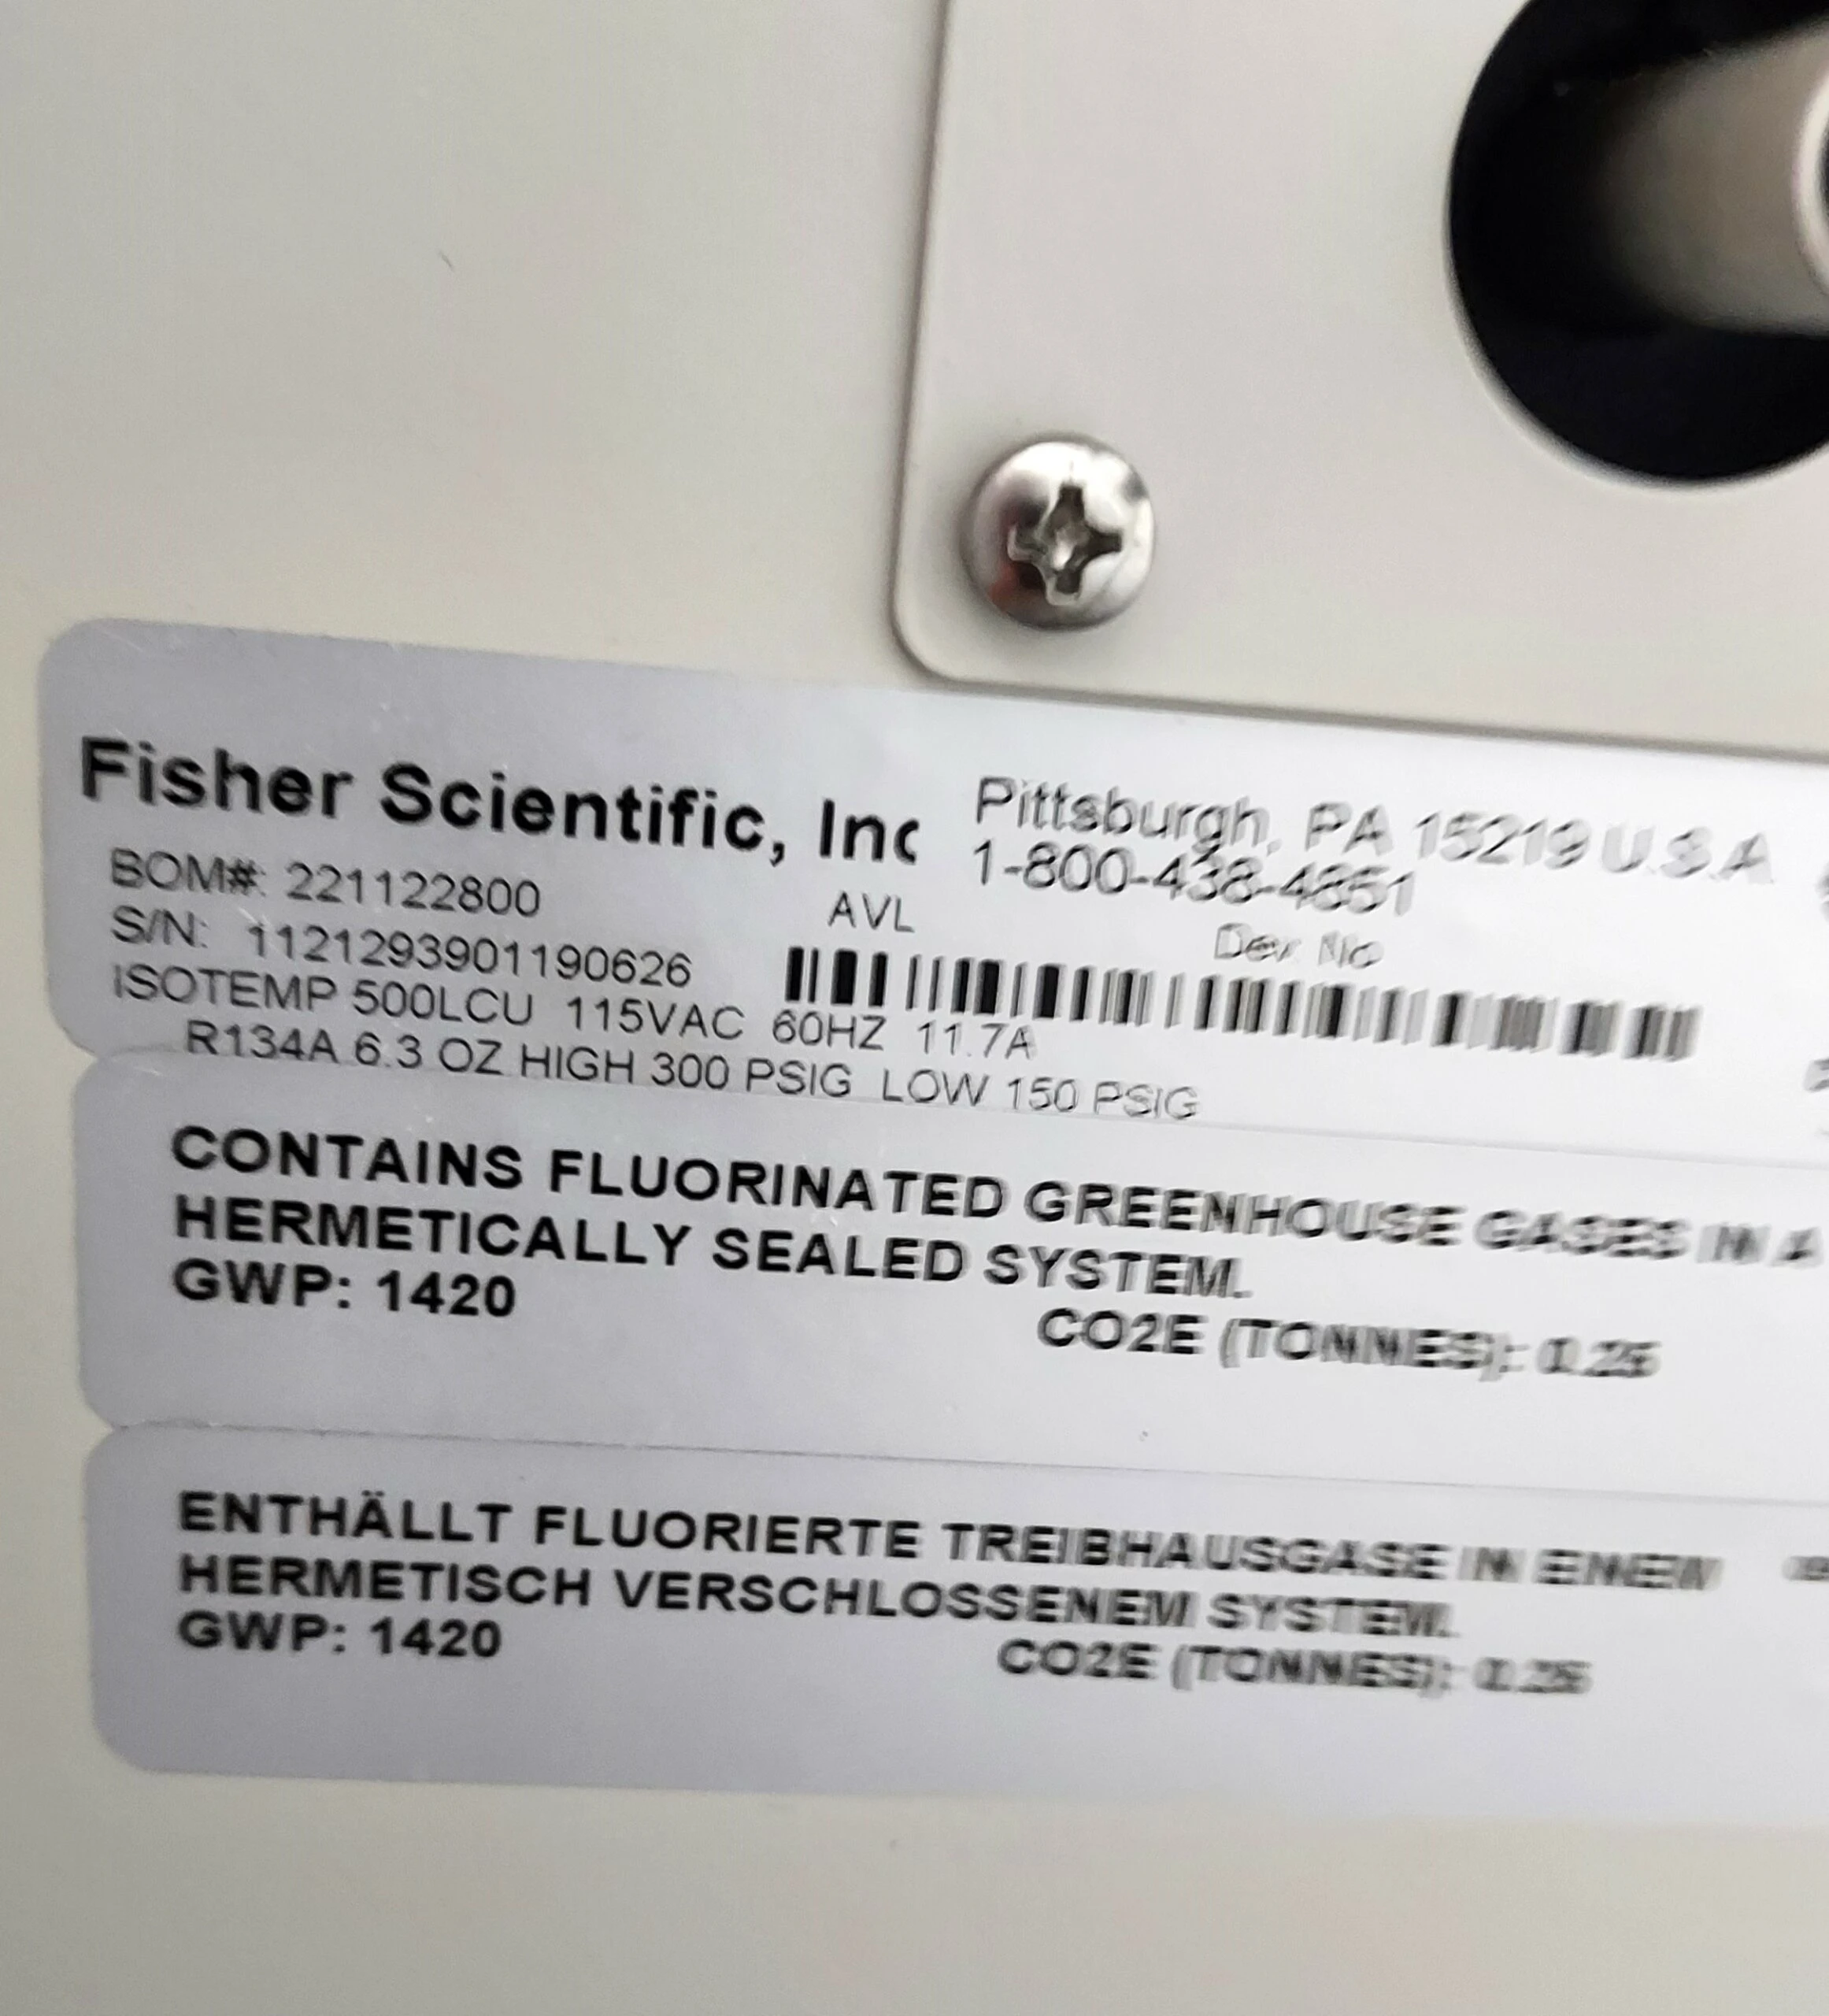 Fisher Scientific, Inc
Pittsburgh, PA 15219 U.S.A
1-800-438-4851
BOM#: 221122800
AVL
Dev No
S/N: 1121293901190626
ISOTEMP 500LCU 115VAC 60HZ 11.7A
R134A 6.3 OZ HIGH 300 PSIG LOW 150 PSIG
CONTAINS FLUORINATED GREENHOUSE GASES IN A
HERMETICALLY SEALED SYSTEM.
GWP: 1420
CO2E (TONNES): 0.25
ENTHÄLLT FLUORIERTE TREIBHAUSGASE IN EINEM
HERMETISCH VERSCHLOSSENEM SYSTEM.
GWP: 1420
CO2E (TONNES): 0.25